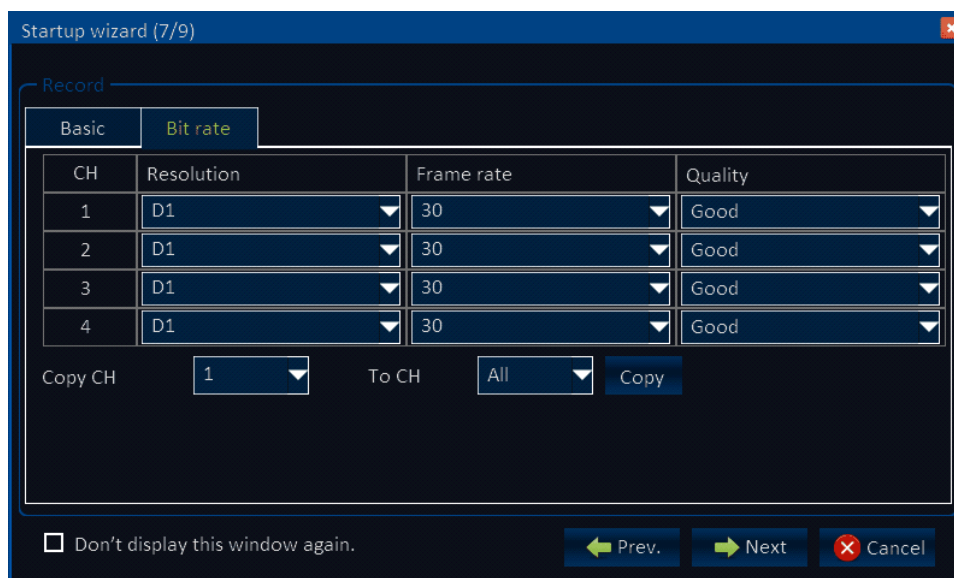 Startup wizard (7/9)
Record
Basic Bit rate
CH Resolution Frame rate Quality
1 D1 30 Good
2 D1 30 Good
3 D1 30 Good
4 D1 30 Good
Copy CH 1 To CH All Copy
Don't display this window again. Prev. Next Cancel